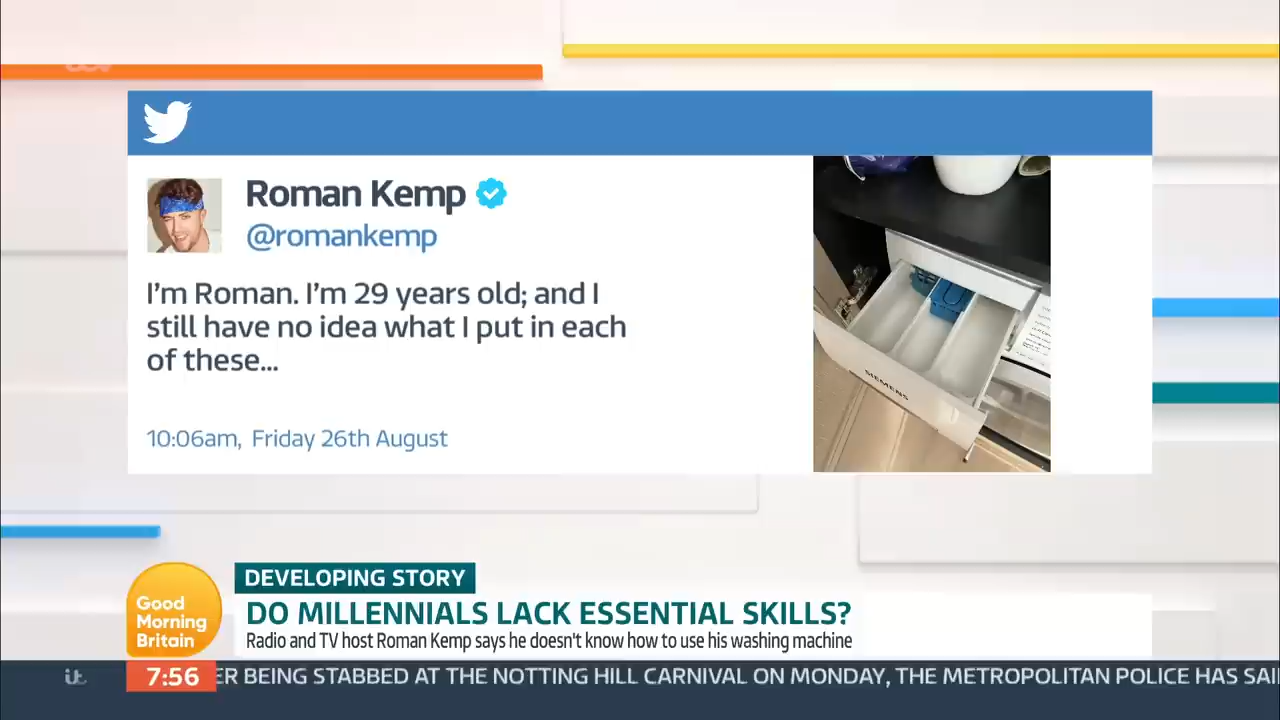 Roman Kemp
@romankemp
I'm Roman. I'm 29 years old; and I
still have no idea what I put in each
of these...
10:06am, Friday 26th August
SIEMENS
DEVELOPING STORY
Good
Morning
Britain
DO MILLENNIALS LACK ESSENTIAL SKILLS?
Radio and TV host Roman Kemp says he doesn't know how to use his washing machine
7:56
BEING STABBED AT THE NOTTING HILL CARNIVAL ON MONDAY, THE METROPOLITAN POLICE HAS